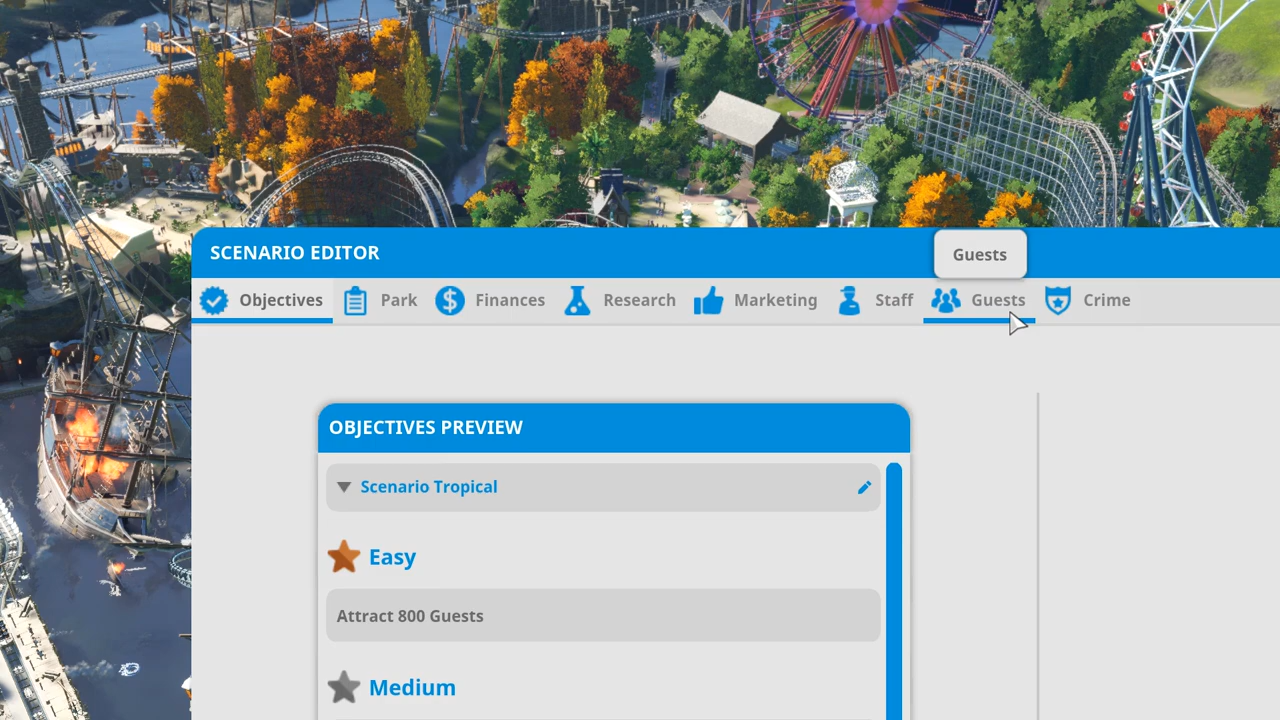 SCENARIO EDITOR
Guests
Objectives Park Finances Research Marketing Staff Guests Crime
OBJECTIVES PREVIEW
Scenario Tropical
Easy
Attract 800 Guests
Medium